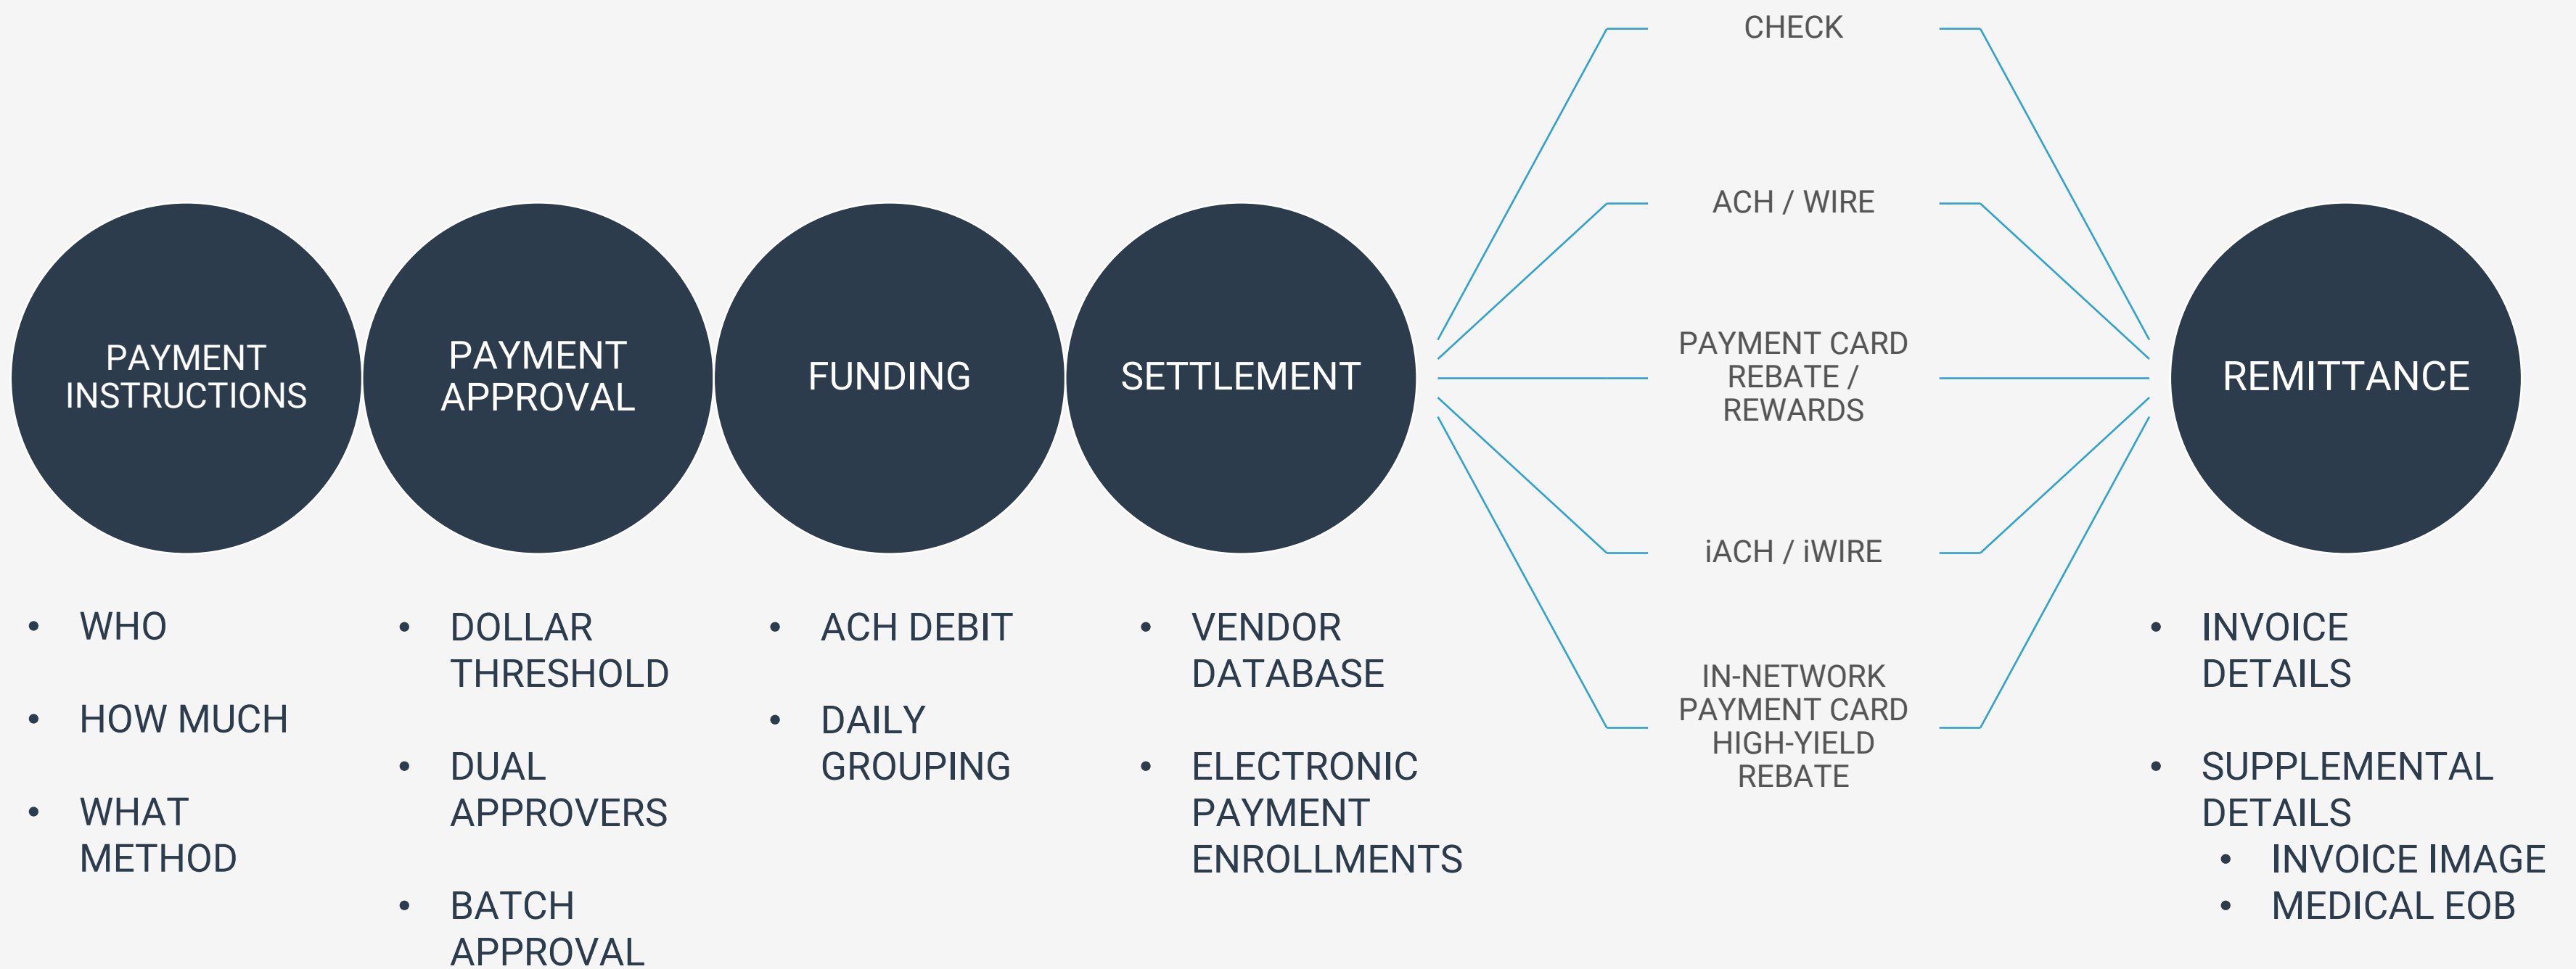 PAYMENT
INSTRUCTIONS
PAYMENT
APPROVAL
FUNDING
SETTLEMENT
CHECK
ACH / WIRE
PAYMENT CARD
REBATE /
REWARDS
iACH / iWIRE
IN-NETWORK
PAYMENT CARD
HIGH-YIELD
REBATE
REMITTANCE
• WHO
• HOW MUCH
• WHAT
METHOD
• DOLLAR
THRESHOLD
• DUAL
APPROVERS
• BATCH
APPROVAL
• ACH DEBIT
• DAILY
GROUPING
• VENDOR
DATABASE
• ELECTRONIC
PAYMENT
ENROLLMENTS
• INVOICE
DETAILS
• SUPPLEMENTAL
DETAILS
• INVOICE IMAGE
• MEDICAL EOB